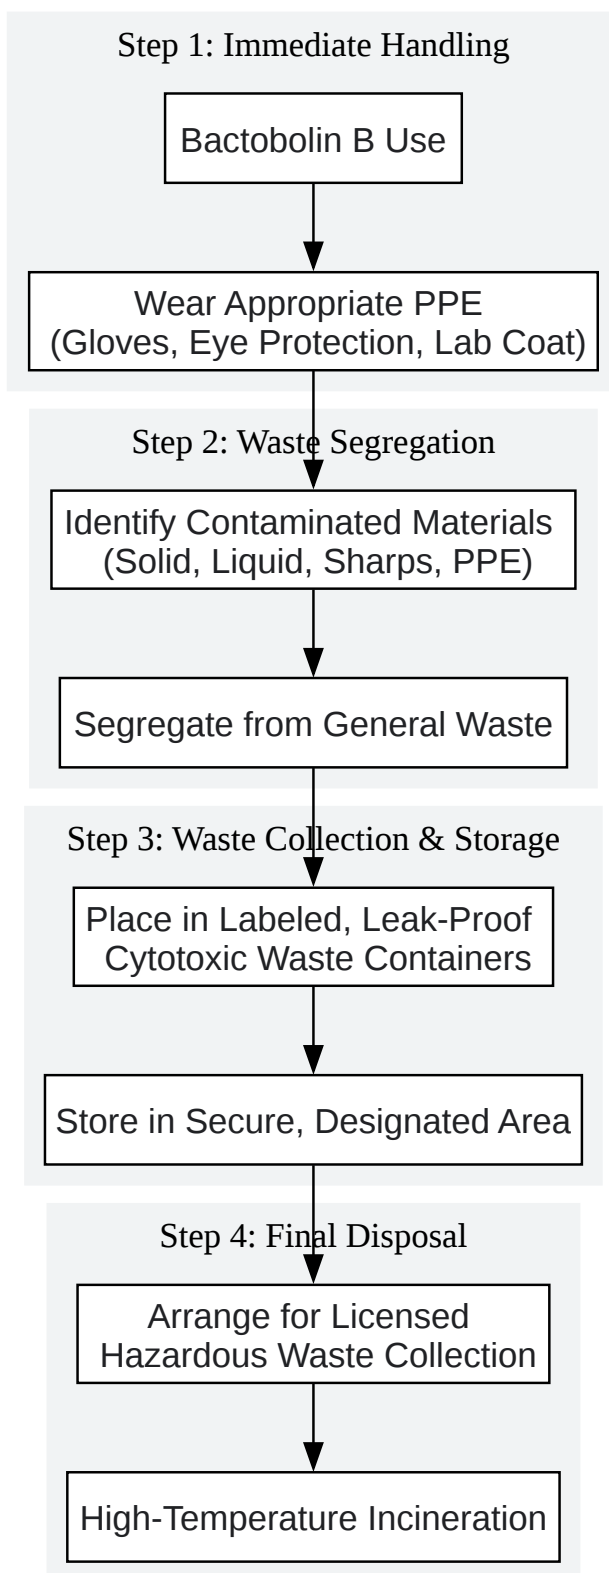 Step 1: Immediate Handling
Bactobolin B Use
Wear Appropriate PPE
(Gloves, Eye Protection, Lab Coat)
Step 2: Waste Segregation
Identify Contaminated Materials
(Solid, Liquid, Sharps, PPE)
Segregate from General Waste
Step 3: Waste Collection & Storage
Place in Labeled, Leak-Proof
Cytotoxic Waste Containers
Store in Secure, Designated Area
Step 4: Final Disposal
Arrange for Licensed
Hazardous Waste Collection
High-Temperature Incineration